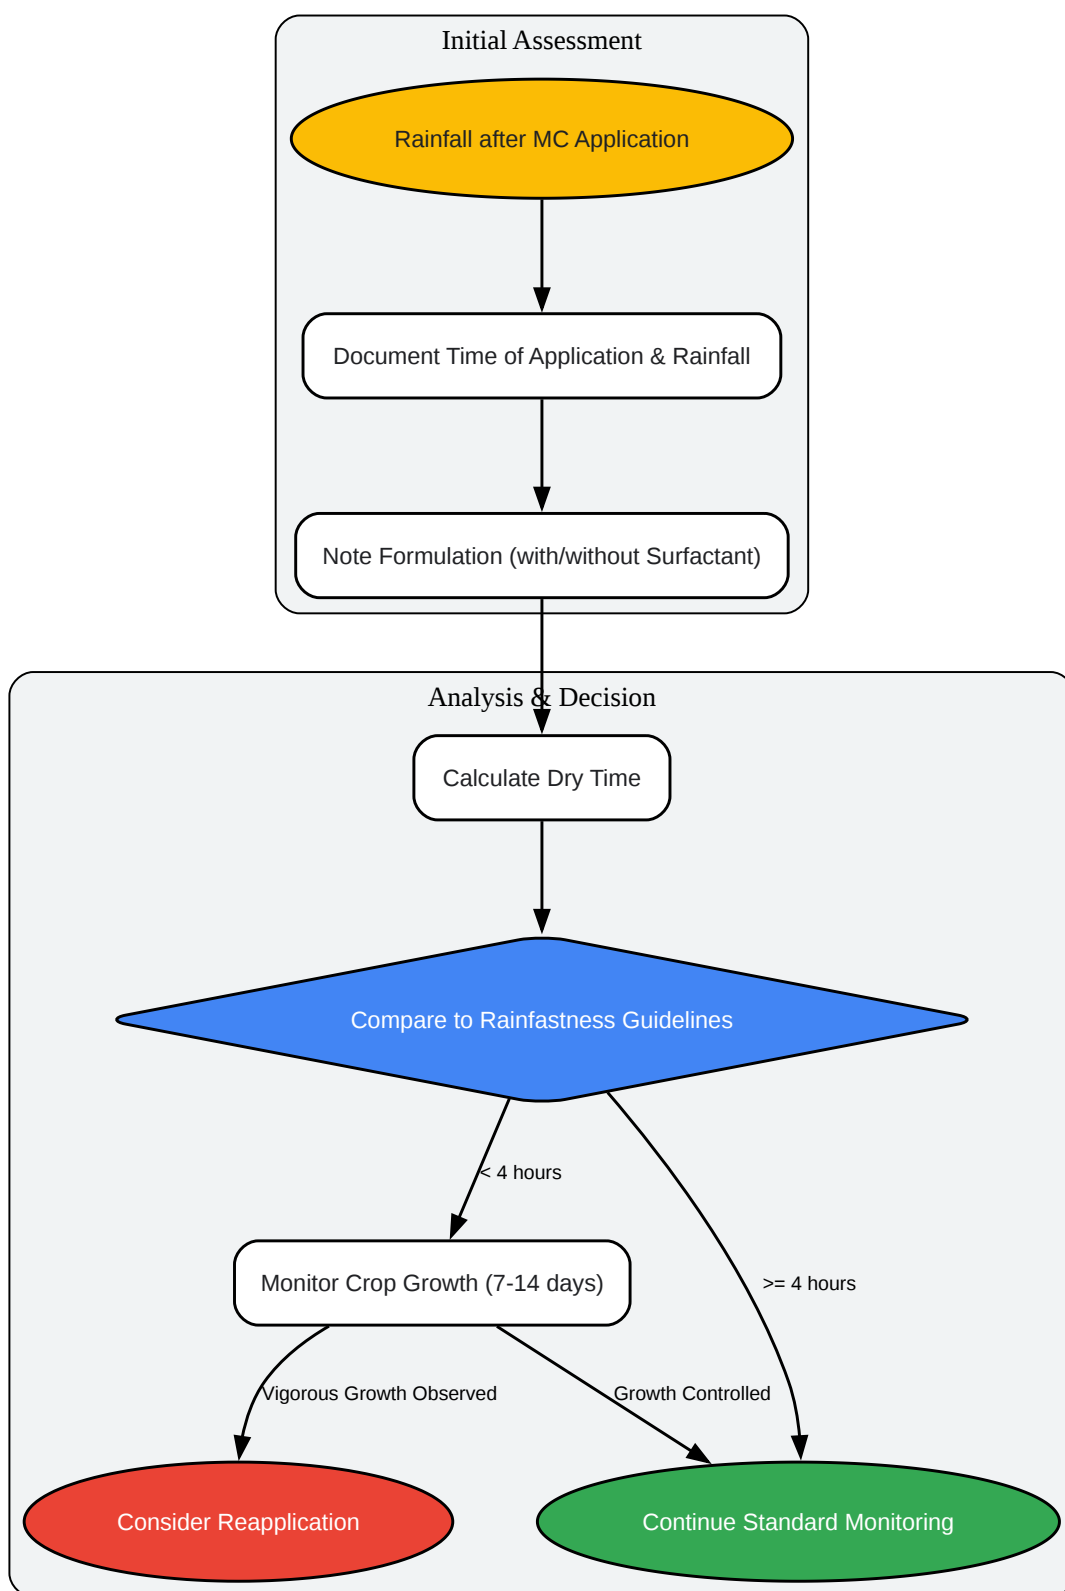 Initial Assessment
Rainfall after MC Application
Document Time of Application & Rainfall
Note Formulation (with/without Surfactant)
Analysis & Decision
Calculate Dry Time
Compare to Rainfastness Guidelines
< 4 hours
Monitor Crop Growth (7-14 days)
>= 4 hours
Vigorous Growth Observed
Growth Controlled
Consider Reapplication
Continue Standard Monitoring